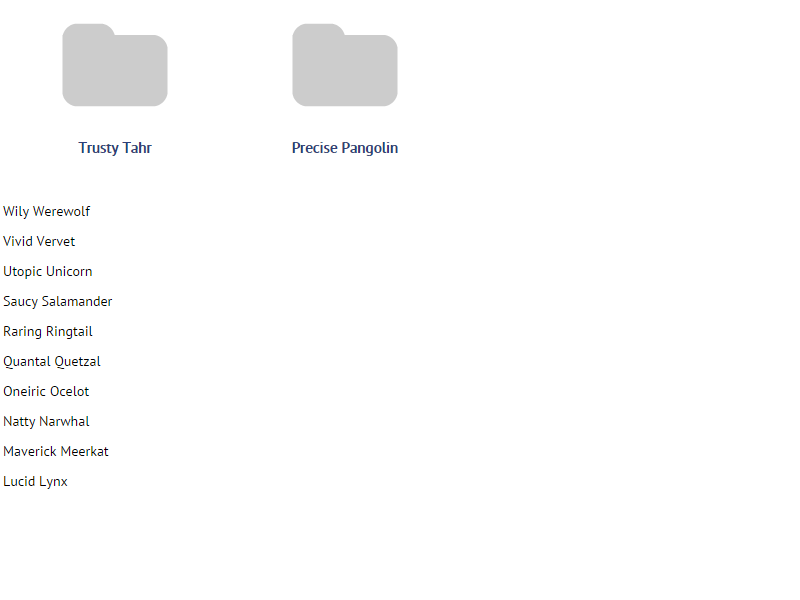 Trusty Tahr
Precise Pangolin
Wily Werewolf
Vivid Vervet
Utopic Unicorn
Saucy Salamander
Raring Ringtail
Quantal Quetzal
Oneiric Ocelot
Natty Narwhal
Maverick Meerkat
Lucid Lynx